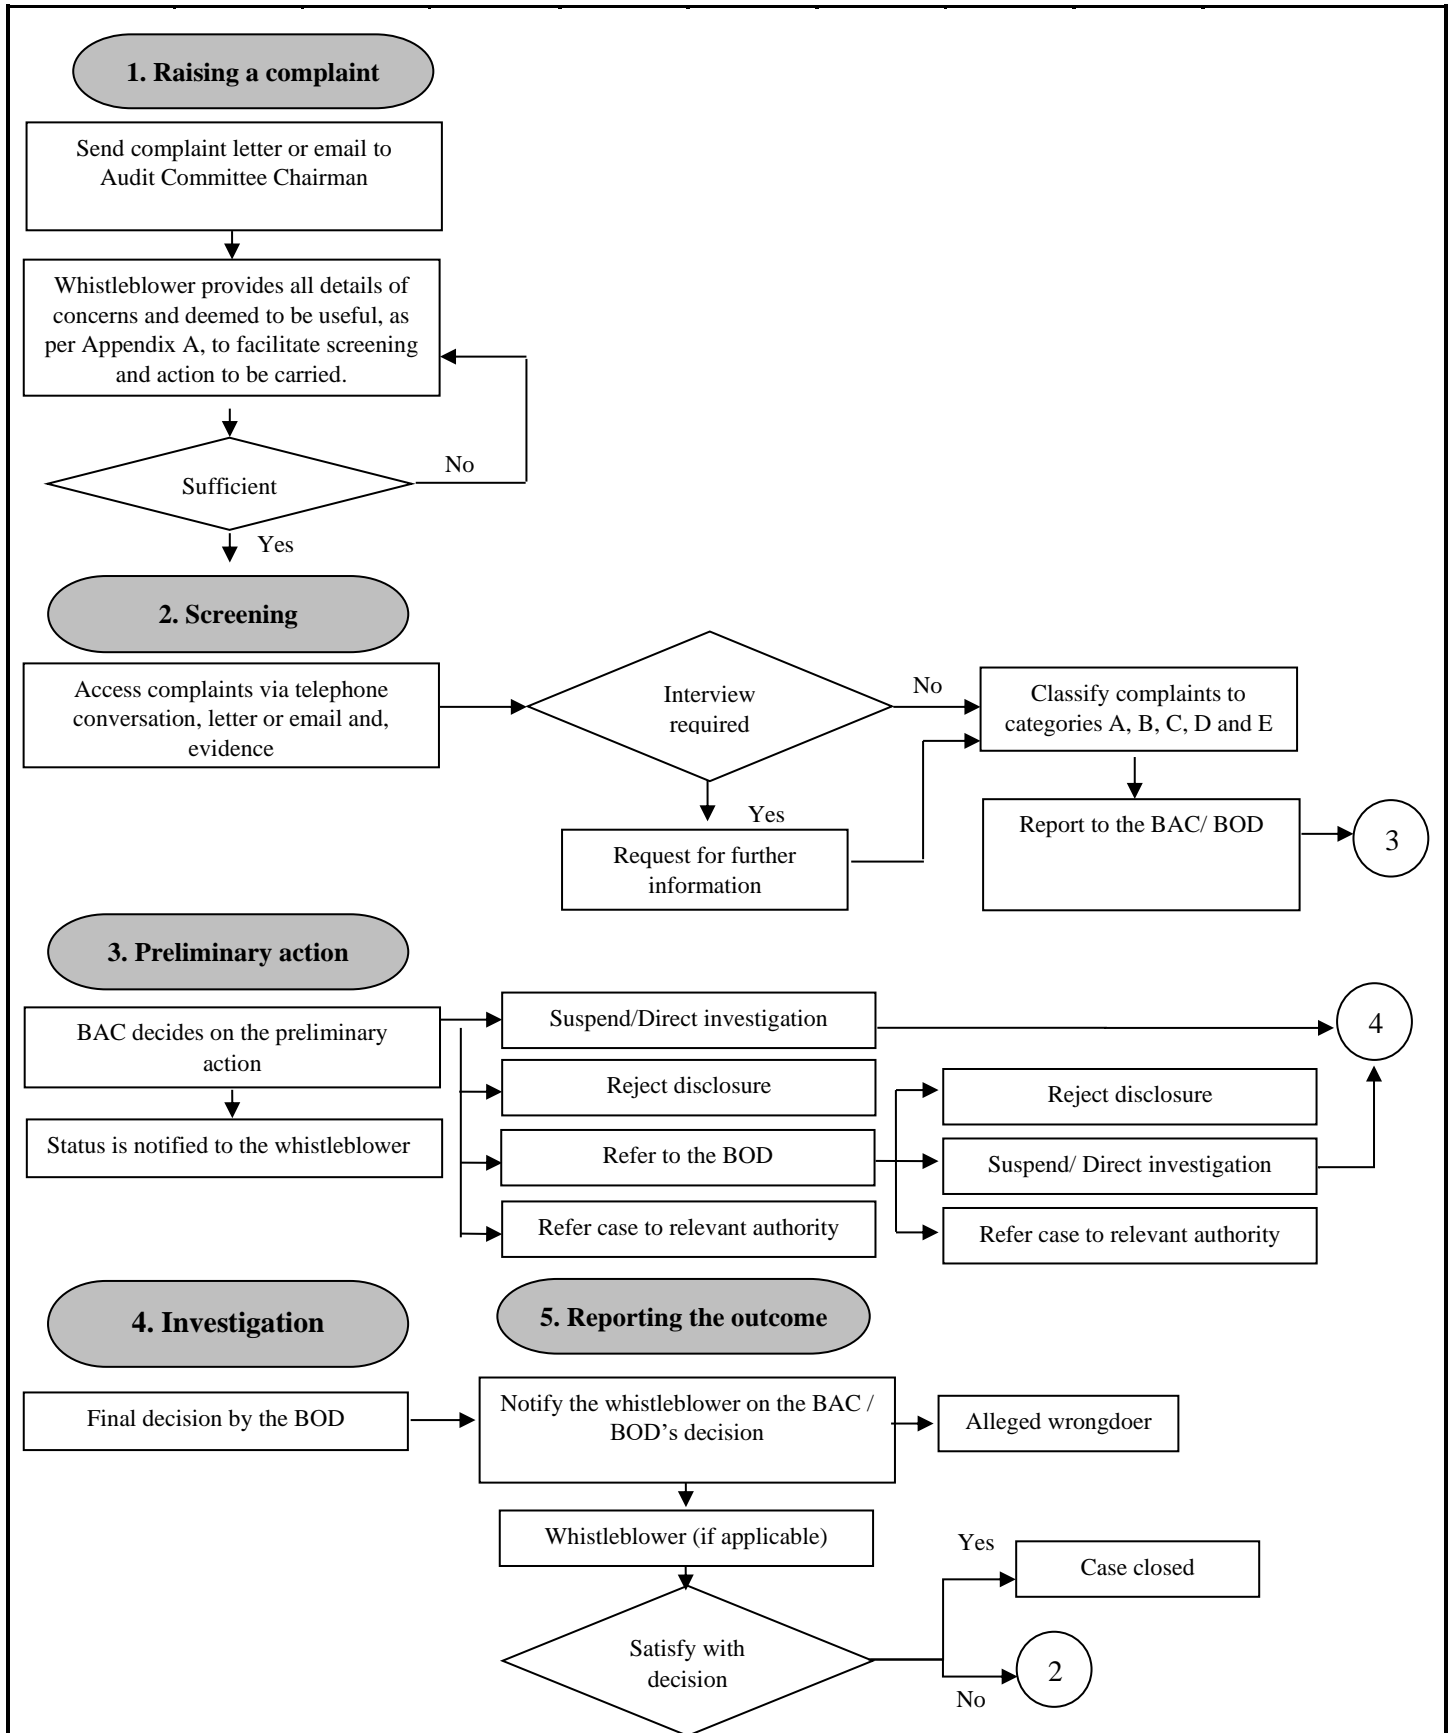 1. Raising a complaint
Send complaint letter or email to
Audit Committee Chairman
Whistleblower provides all details of
concerns and deemed to be useful, as
per Appendix A, to facilitate screening
and action to be carried.
No
Sufficient
Yes
2. Screening
Access complaints via telephone
conversation, letter or email and,
evidence
Interview
required
No
Classify complaints to
categories A, B, C, D and E
Yes
Request for further
information
Report to the BAC/ BOD
3
3. Preliminary action
BAC decides on the preliminary
action
Status is notified to the whistleblower
Suspend/Direct investigation
4
Reject disclosure
Refer to the BOD
Refer case to relevant authority
Reject disclosure
Suspend/ Direct investigation
Refer case to relevant authority
4. Investigation
5. Reporting the outcome
Final decision by the BOD
Notify the whistleblower on the BAC /
BOD’s decision
Alleged wrongdoer
Whistleblower (if applicable)
Satisfy with
decision
Yes
Case closed
No
2